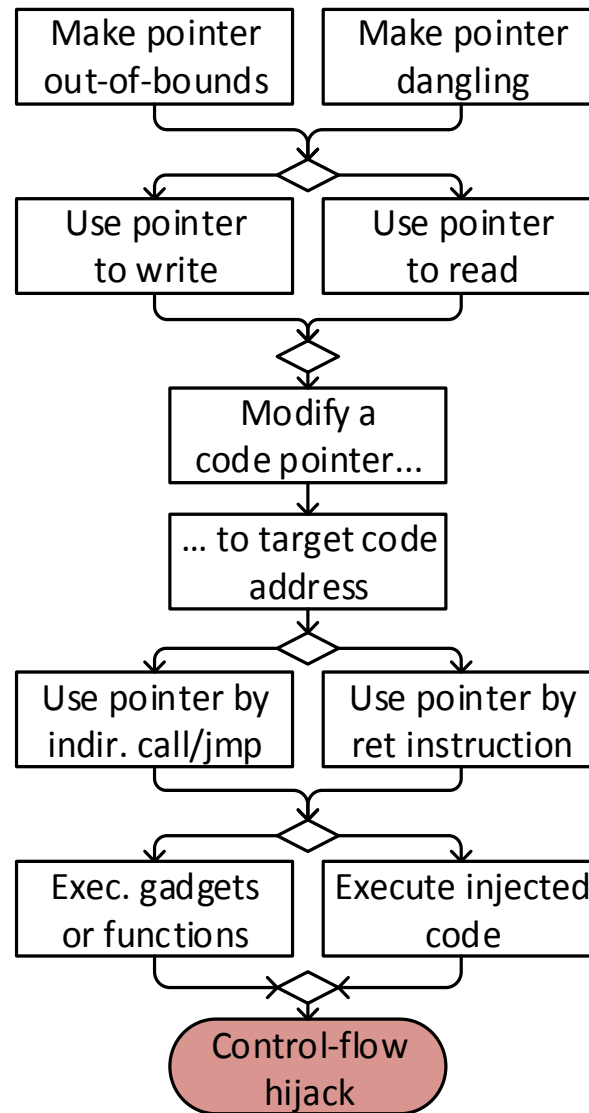 Make pointer
out-of-bounds
Make pointer
dangling
Use pointer
to write
Use pointer
to read
Modify a
code pointer...
... to target code
address
Use pointer by
indir. call/jmp
Use pointer by
ret instruction
Exec. gadgets
or functions
Execute injected
code
Control-flow
hijack